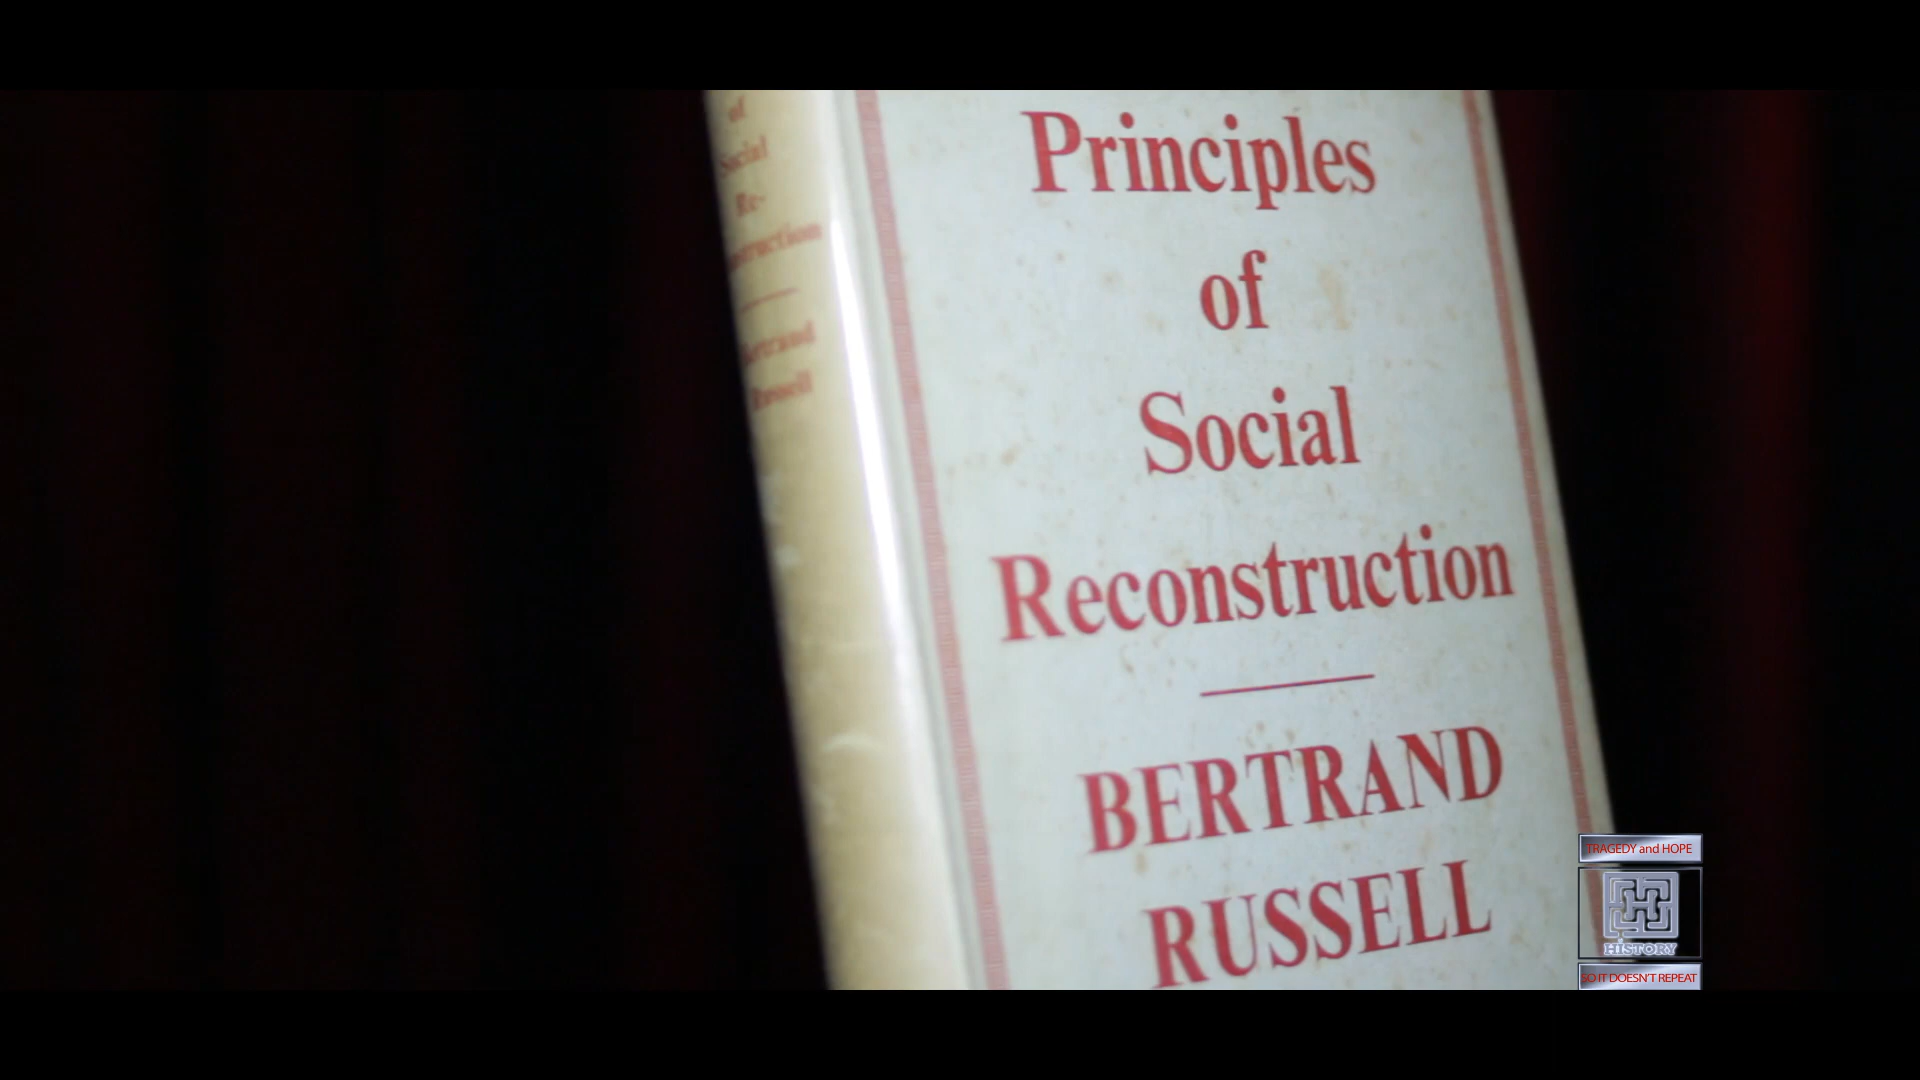 of
Social
Re-
struction
Bertrand
Russell
Principles
of
Social
Reconstruction
BERTRAND
RUSSELL
TRAGEDY and HOPE
HISTORY
SO IT DOESN'T REPEAT